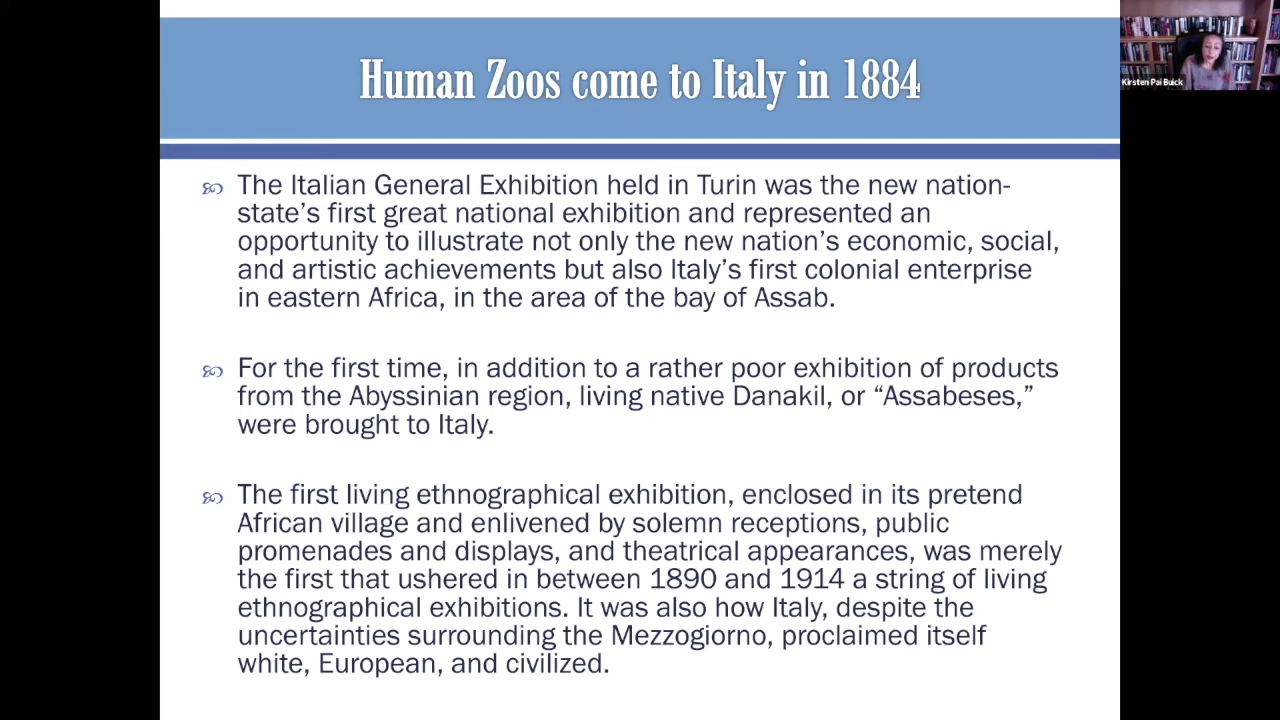 Human Zoos come to Italy in 1884
Kirsten Pai Buick
The Italian General Exhibition held in Turin was the new nation-
state’s first great national exhibition and represented an
opportunity to illustrate not only the new nation’s economic, social,
and artistic achievements but also Italy’s first colonial enterprise
in eastern Africa, in the area of the bay of Assab.
For the first time, in addition to a rather poor exhibition of products
from the Abyssinian region, living native Danakil, or “Assabeses,”
were brought to Italy.
The first living ethnographical exhibition, enclosed in its pretend
African village and enlivened by solemn receptions, public
promenades and displays, and theatrical appearances, was merely
the first that ushered in between 1890 and 1914 a string of living
ethnographical exhibitions. It was also how Italy, despite the
uncertainties surrounding the Mezzogiorno, proclaimed itself
white, European, and civilized.